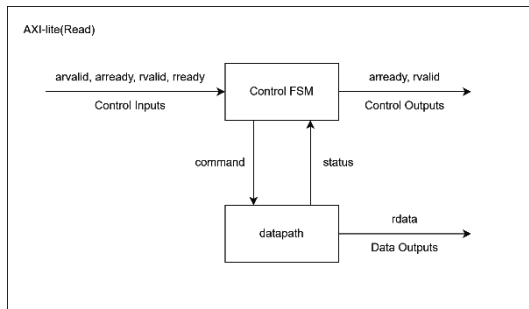 AXI-lite(Read)
arvalid, arready, rvalid, rready
Control Inputs
Control FSM
arready, rvalid
Control Outputs
command
status
datapath
rdata
Data Outputs